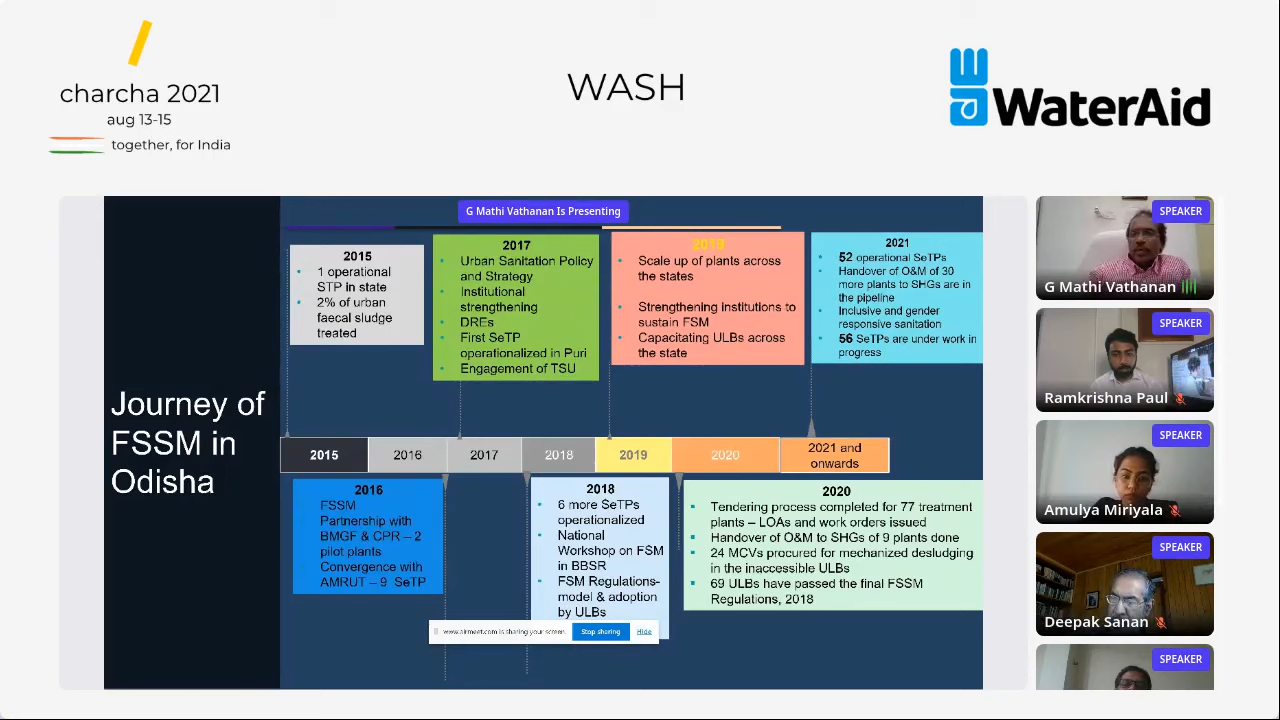 charcha 2021
aug 13-15
together, for India
WASH
WaterAid
G Mathi Vathanan Is Presenting
Journey of
FSSM in
Odisha
2015
1 operational
STP in state
2% of urban
faecal sludge
treated
2017
Urban Sanitation Policy
and Strategy
Institutional
strengthening
DREs
First SeTP
operationalized in Puri
Engagement of TSU
2019
Scale up of plants across
the states
Strengthening institutions to
sustain FSM
Capacitating ULBs across
the state
2021
52 operational SeTPs
Handover of O&M of 30
more plants to SHGs are in
the pipeline
Inclusive and gender
responsive sanitation
56 SeTPs are under work in
progress
2015
2016
2017
2018
2019
2020
2021 and
onwards
2016
FSSM
Partnership with
BMGF & CPR – 2
pilot plants
Convergence with
AMRUT – 9 SeTP
2018
6 more SeTPs
operationalized
National
Workshop on FSM
in BBSR
FSM Regulations-
model & adoption
by ULBs
2020
Tendering process completed for 77 treatment
plants – LOAs and work orders issued
Handover of O&M to SHGs of 9 plants done
24 MCVs procured for mechanized desludging
in the inaccessible ULBs
69 ULBs have passed the final FSSM
Regulations, 2018
www.airmeet.com is sharing your screen.
Stop sharing
Hide
SPEAKER
G Mathi Vathanan
SPEAKER
Ramkrishna Paul
SPEAKER
Amulya Miriyala
SPEAKER
Deepak Sanan
SPEAKER